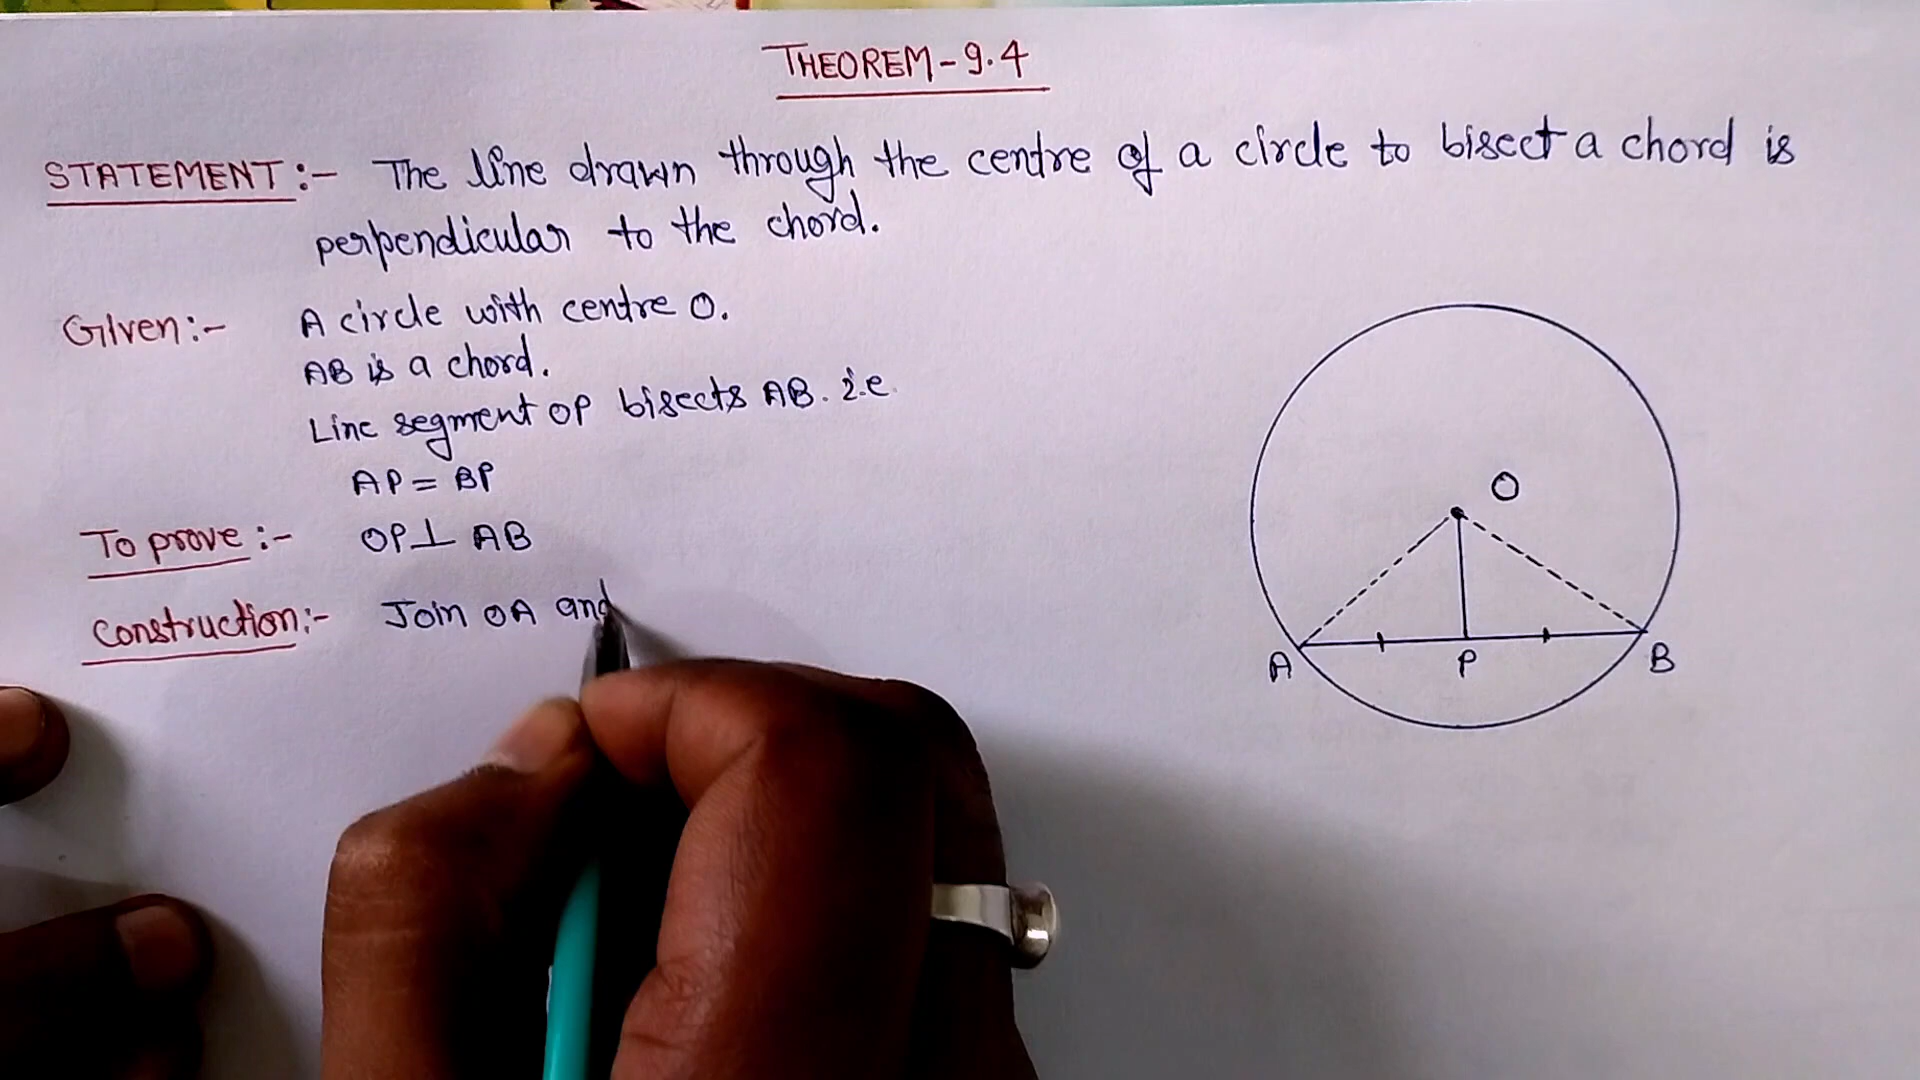 THEOREM-9.4
STATEMENT:- The line drawn through the centre of a circle to bisect a chord is
perpendicular to the chord.
Given:- A circle with centre O.
AB is a chord.
Line segment OP bisects AB. i.e.
AP = BP
To prove:- OP⊥ AB
Construction:- Join OA and
O
A
P
B